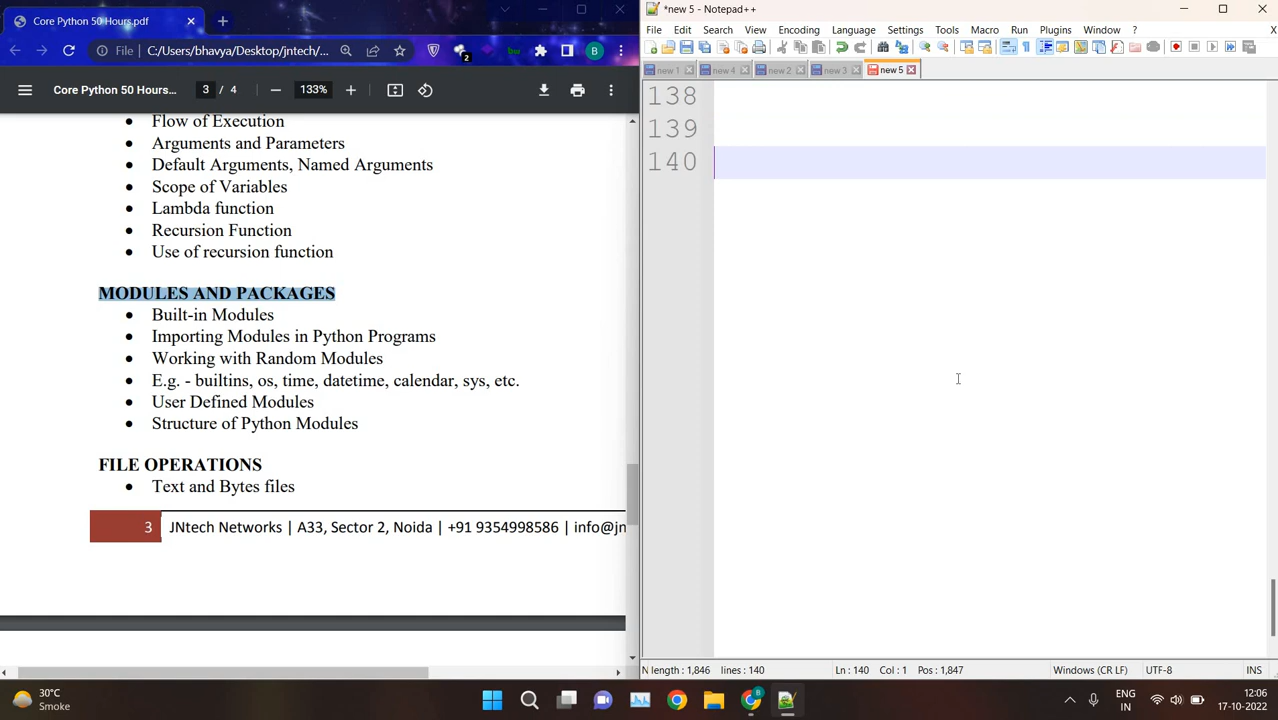 Core Python 50 Hours.pdf
File
C:/Users/bhavya/Desktop/jntech/...
2
B
Core Python 50 Hours...
3 / 4
133%
Flow of Execution
Arguments and Parameters
Default Arguments, Named Arguments
Scope of Variables
Lambda function
Recursion Function
Use of recursion function
MODULES AND PACKAGES
Built-in Modules
Importing Modules in Python Programs
Working with Random Modules
E.g. - builtins, os, time, datetime, calendar, sys, etc.
User Defined Modules
Structure of Python Modules
FILE OPERATIONS
Text and Bytes files
3 JNtech Networks | A33, Sector 2, Noida | +91 9354998586 | info@jn
*new 5 - Notepad++
File Edit Search View Encoding Language Settings Tools Macro Run Plugins Window ? X
new 1 new 4 new 2 new 3 new 5
138
139
140
N length : 1,846 lines : 140 Ln : 140 Col : 1 Pos : 1,847 Windows (CR LF) UTF-8 INS
30°C
Smoke
ENG
IN
12:06
17-10-2022